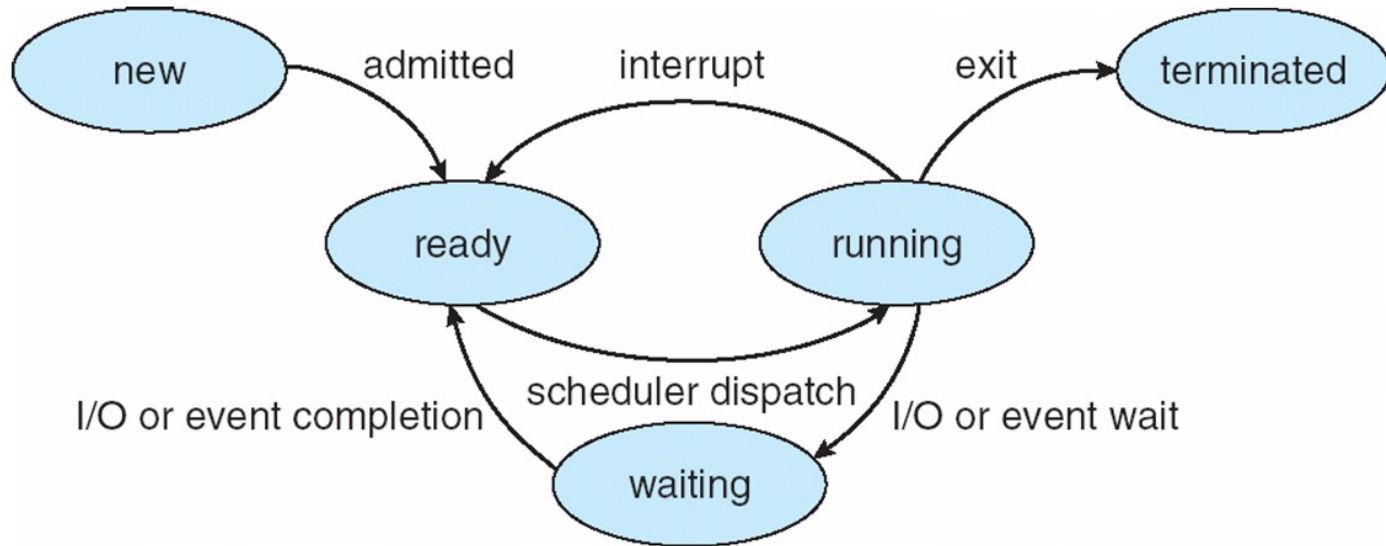 new
admitted
interrupt
exit
terminated
ready
running
scheduler dispatch
I/O or event completion
I/O or event wait
waiting